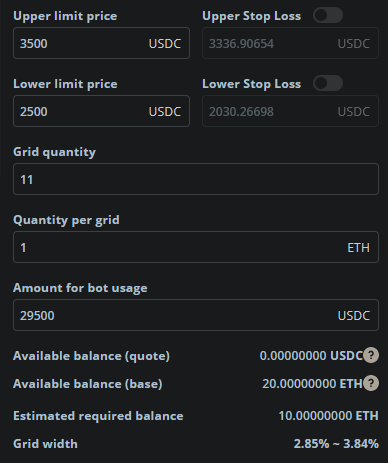 Upper limit price Upper Stop Loss
3500 USDC 3336.90654 USDC
Lower limit price Lower Stop Loss
2500 USDC 2030.26698 USDC
Grid quantity
11
Quantity per grid
1 ETH
Amount for bot usage
29500 USDC
Available balance (quote) 0.00000000 USDC ?
Available balance (base) 20.00000000 ETH ?
Estimated required balance 10.00000000 ETH
Grid width 2.85% ~ 3.84%